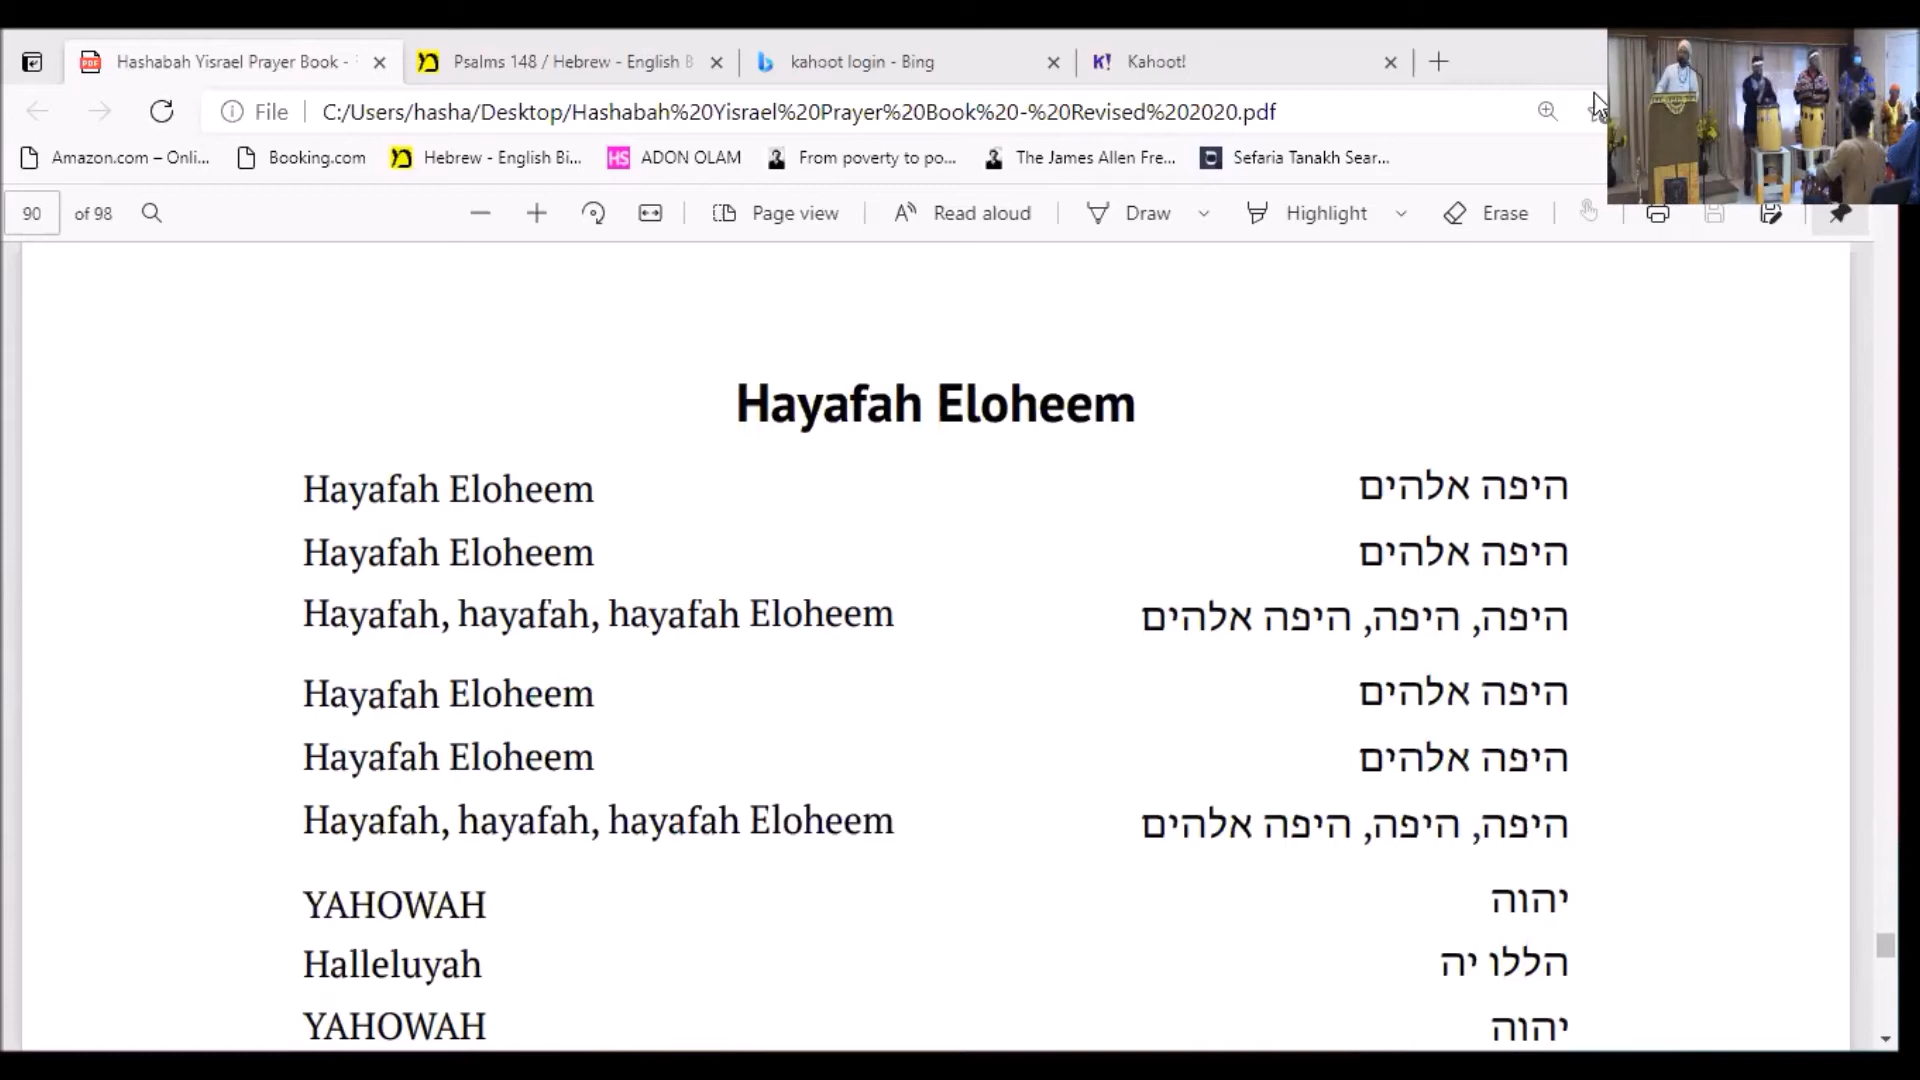 Hashabah Yisrael Prayer Book -
Psalms 148 / Hebrew - English B
kahoot login - Bing
K! Kahoot!
File C:/Users/hasha/Desktop/Hashabah%20Yisrael%20Prayer%20Book%20-%20Revised%202020.pdf
Amazon.com – Onli...
Booking.com
Hebrew - English Bi...
HS ADON OLAM
From poverty to po...
The James Allen Fre...
Sefaria Tanakh Sear...
90 of 98
Page view
Read aloud
Draw
Highlight
Erase
Hayafah Eloheem
Hayafah Eloheem היפה אלהים
Hayafah Eloheem היפה אלהים
Hayafah, hayafah, hayafah Eloheem היפה, היפה, היפה אלהים
Hayafah Eloheem היפה אלהים
Hayafah Eloheem היפה אלהים
Hayafah, hayafah, hayafah Eloheem היפה, היפה, היפה אלהים
YAHOWAH יהוה
Halleluyah הללו יה
YAHOWAH יהוה